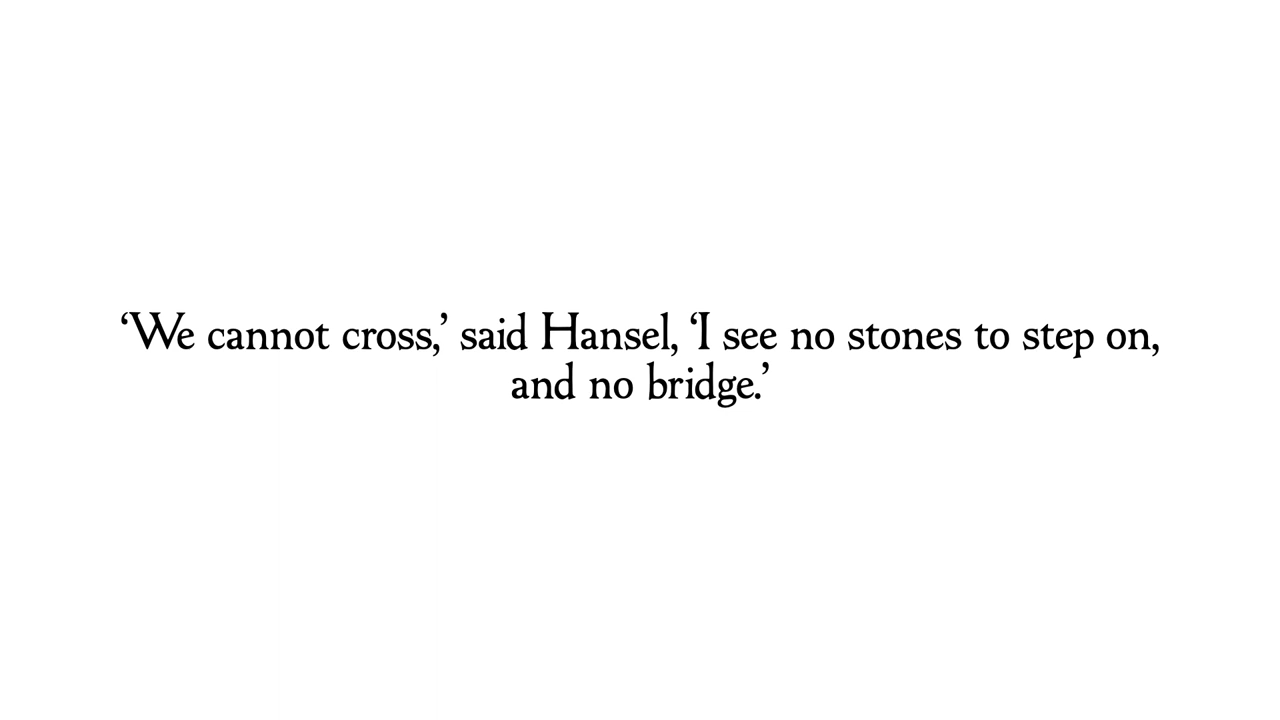 ‘We cannot cross,’ said Hansel, ‘I see no stones to step on,
and no bridge.’